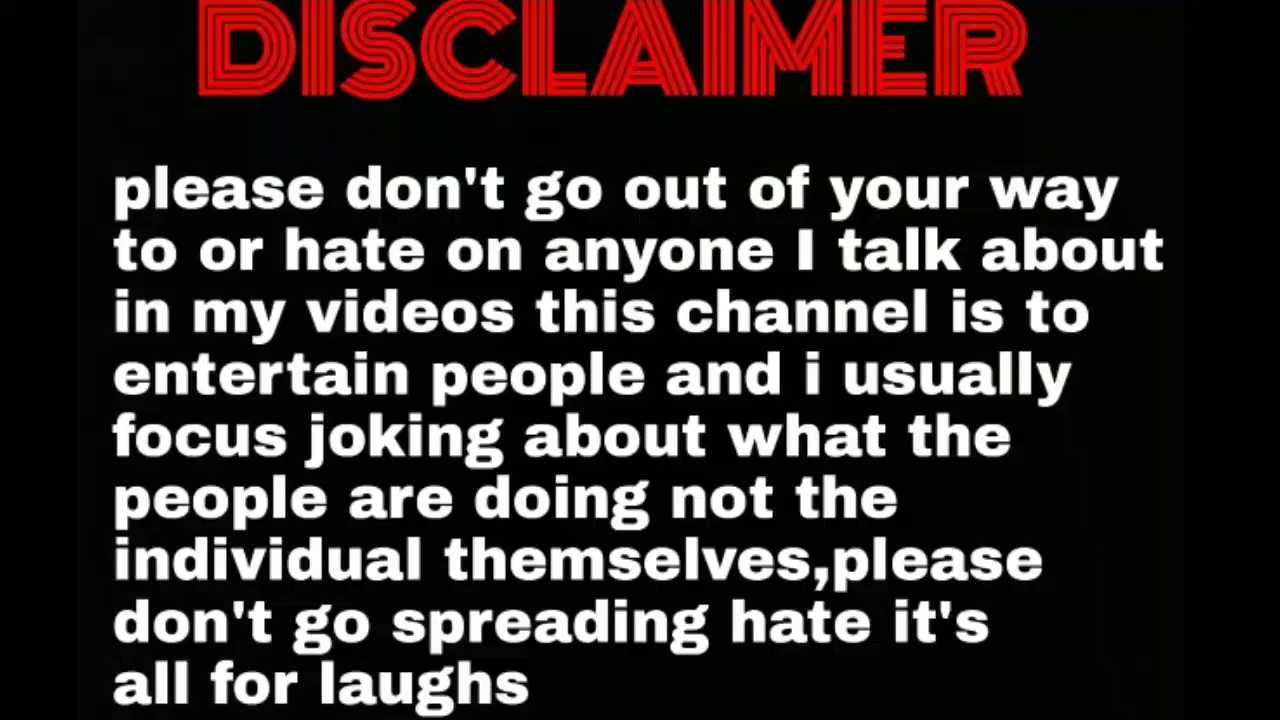 DISCLAIMER
please don't go out of your way
to or hate on anyone I talk about
in my videos this channel is to
entertain people and i usually
focus joking about what the
people are doing not the
individual themselves,please
don't go spreading hate it's
all for laughs